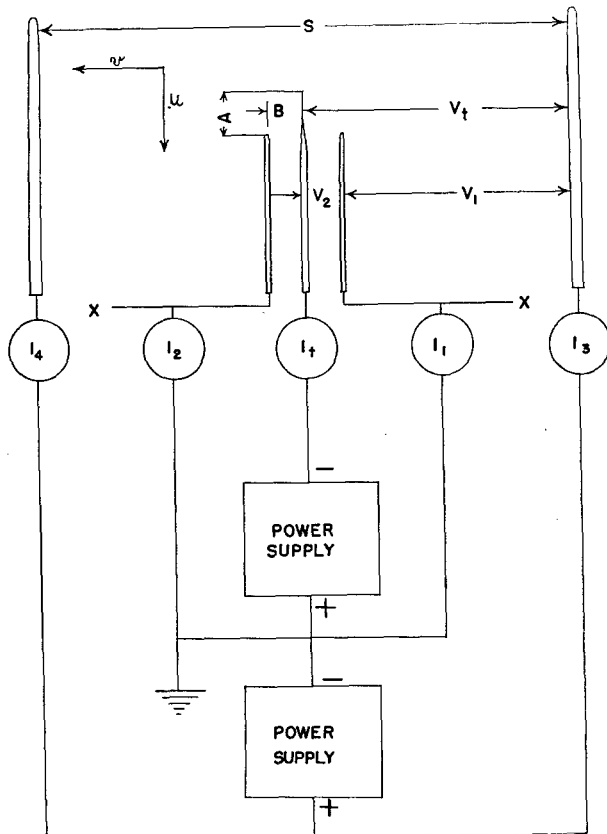 S
v
u
A
B
V₂
Vₜ
V₁
X
X
I₄
I₂
Iₜ
I₁
I₃
−
POWER
SUPPLY
+
−
POWER
SUPPLY
+